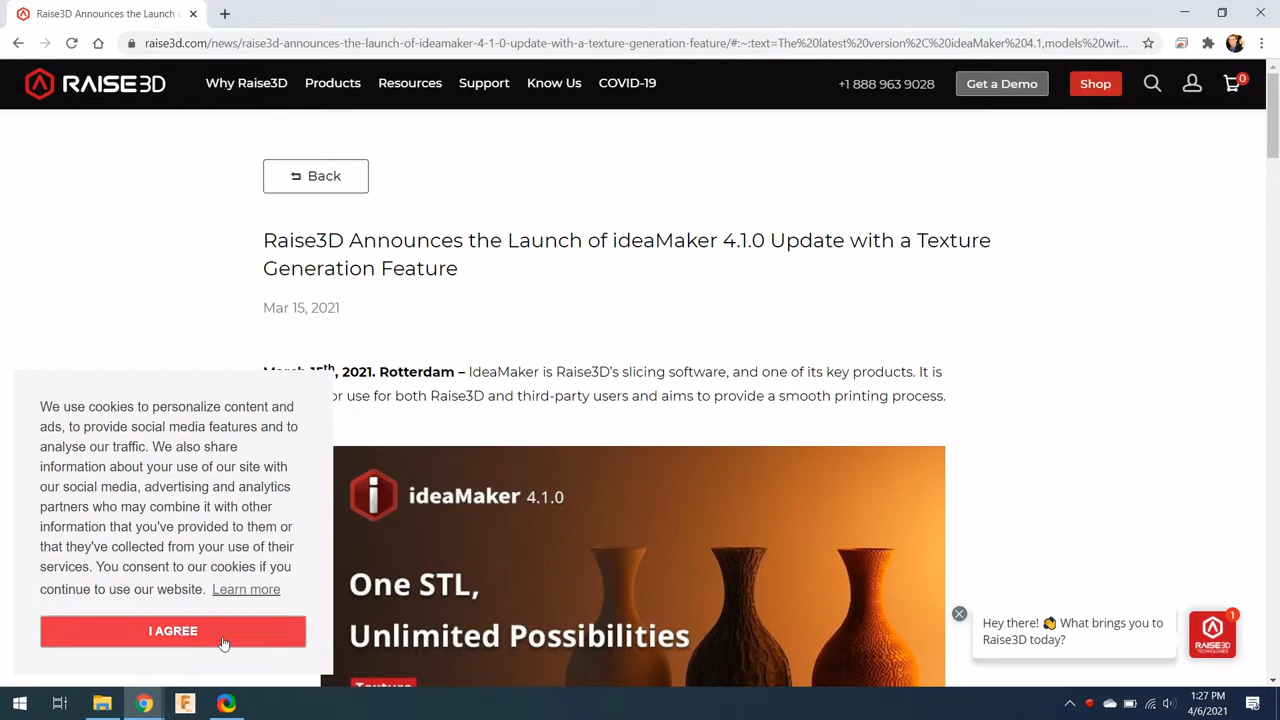 Raise3D Announces the Launch o
raise3d.com/news/raise3d-announces-the-launch-of-ideamaker-4-1-0-update-with-a-texture-generation-feature/#:~:text=The%20latest%20version%2C%20ideaMaker%204.1,models%20wit...
RAISE3D
Why Raise3D Products Resources Support Know Us COVID-19
+1 888 963 9028
Get a Demo
Shop
0
Back
Raise3D Announces the Launch of ideaMaker 4.1.0 Update with a Texture
Generation Feature
Mar 15, 2021
2021. Rotterdam – IdeaMaker is Raise3D's slicing software, and one of its key products. It is
or use for both Raise3D and third-party users and aims to provide a smooth printing process.
We use cookies to personalize content and
ads, to provide social media features and to
analyse our traffic. We also share
information about your use of our site with
our social media, advertising and analytics
partners who may combine it with other
information that you've provided to them or
that they've collected from your use of their
services. You consent to our cookies if you
continue to use our website. Learn more
I AGREE
ideaMaker 4.1.0
One STL,
Unlimited Possibilities
Texture
Hey there! 👋 What brings you to
Raise3D today?
1
RAISE3D
TECHNOLOGIES
1:27 PM
4/6/2021